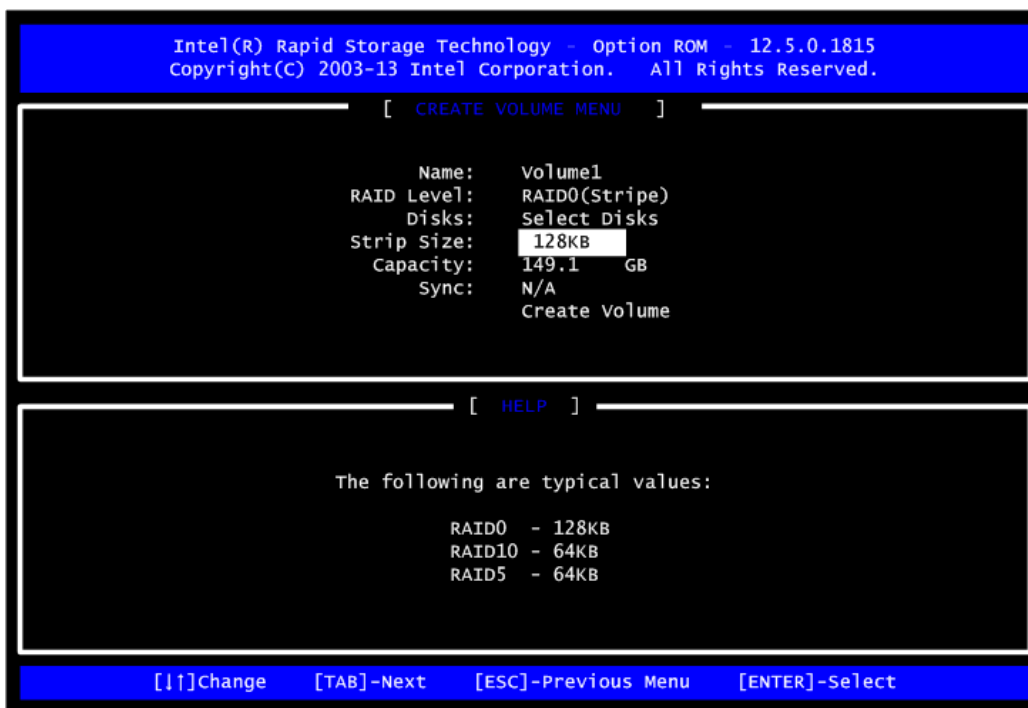 Intel(R) Rapid Storage Technology - Option ROM - 12.5.0.1815
Copyright(C) 2003-13 Intel Corporation. All Rights Reserved.
[ CREATE VOLUME MENU ]
Name: Volume1
RAID Level: RAID0(Stripe)
Disks: Select Disks
Strip Size: 128KB
Capacity: 149.1 GB
Sync: N/A
Create Volume
[ HELP ]
The following are typical values:
RAID0 - 128KB
RAID10 - 64KB
RAID5 - 64KB
[↓↑]Change [TAB]-Next [ESC]-Previous Menu [ENTER]-Select